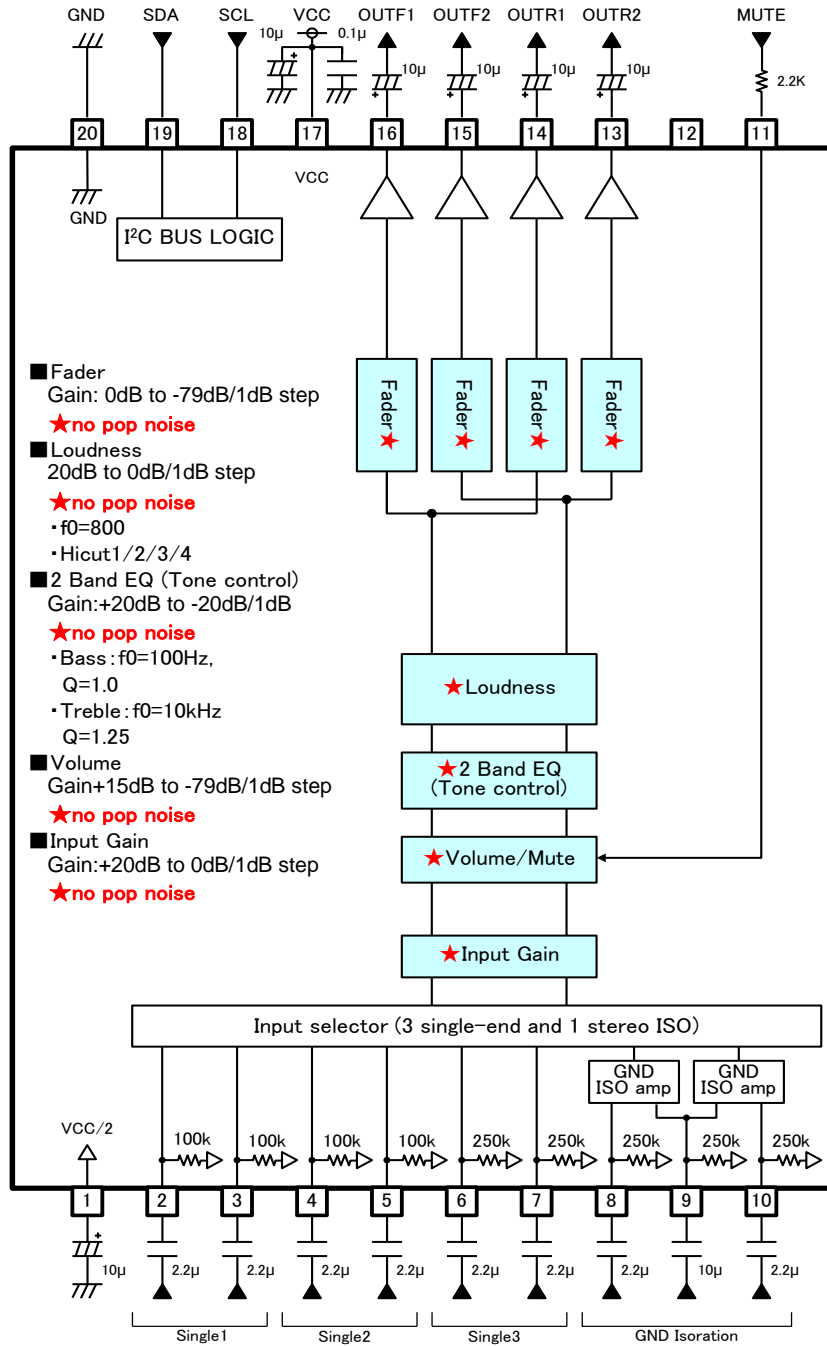 GND SDA SCL VCC OUTF1 OUTF2 OUTR1 OUTR2 MUTE
10μ 0.1μ 10μ 10μ 10μ 10μ 2.2K
20 19 18 17 16 15 14 13 12 11
VCC
GND
I²C BUS LOGIC
Fader★ Fader★ Fader★ Fader★
■Fader
Gain: 0dB to -79dB/1dB step
★no pop noise
■Loudness
20dB to 0dB/1dB step
★no pop noise
・f0=800
・Hicut1/2/3/4
■2 Band EQ (Tone control)
Gain:+20dB to -20dB/1dB
★no pop noise
・Bass:f0=100Hz,
Q=1.0
・Treble:f0=10kHz
Q=1.25
■Volume
Gain+15dB to -79dB/1dB step
★no pop noise
■Input Gain
Gain:+20dB to 0dB/1dB step
★no pop noise
★Loudness
★2 Band EQ
(Tone control)
★Volume/Mute
★Input Gain
Input selector (3 single-end and 1 stereo ISO)
GND
ISO amp
GND
ISO amp
VCC/2
100k 100k 100k 100k 250k 250k 250k 250k 250k
1 2 3 4 5 6 7 8 9 10
10μ 2.2μ 2.2μ 2.2μ 2.2μ 2.2μ 2.2μ 2.2μ 10μ 2.2μ
Single1 Single2 Single3 GND Isoration